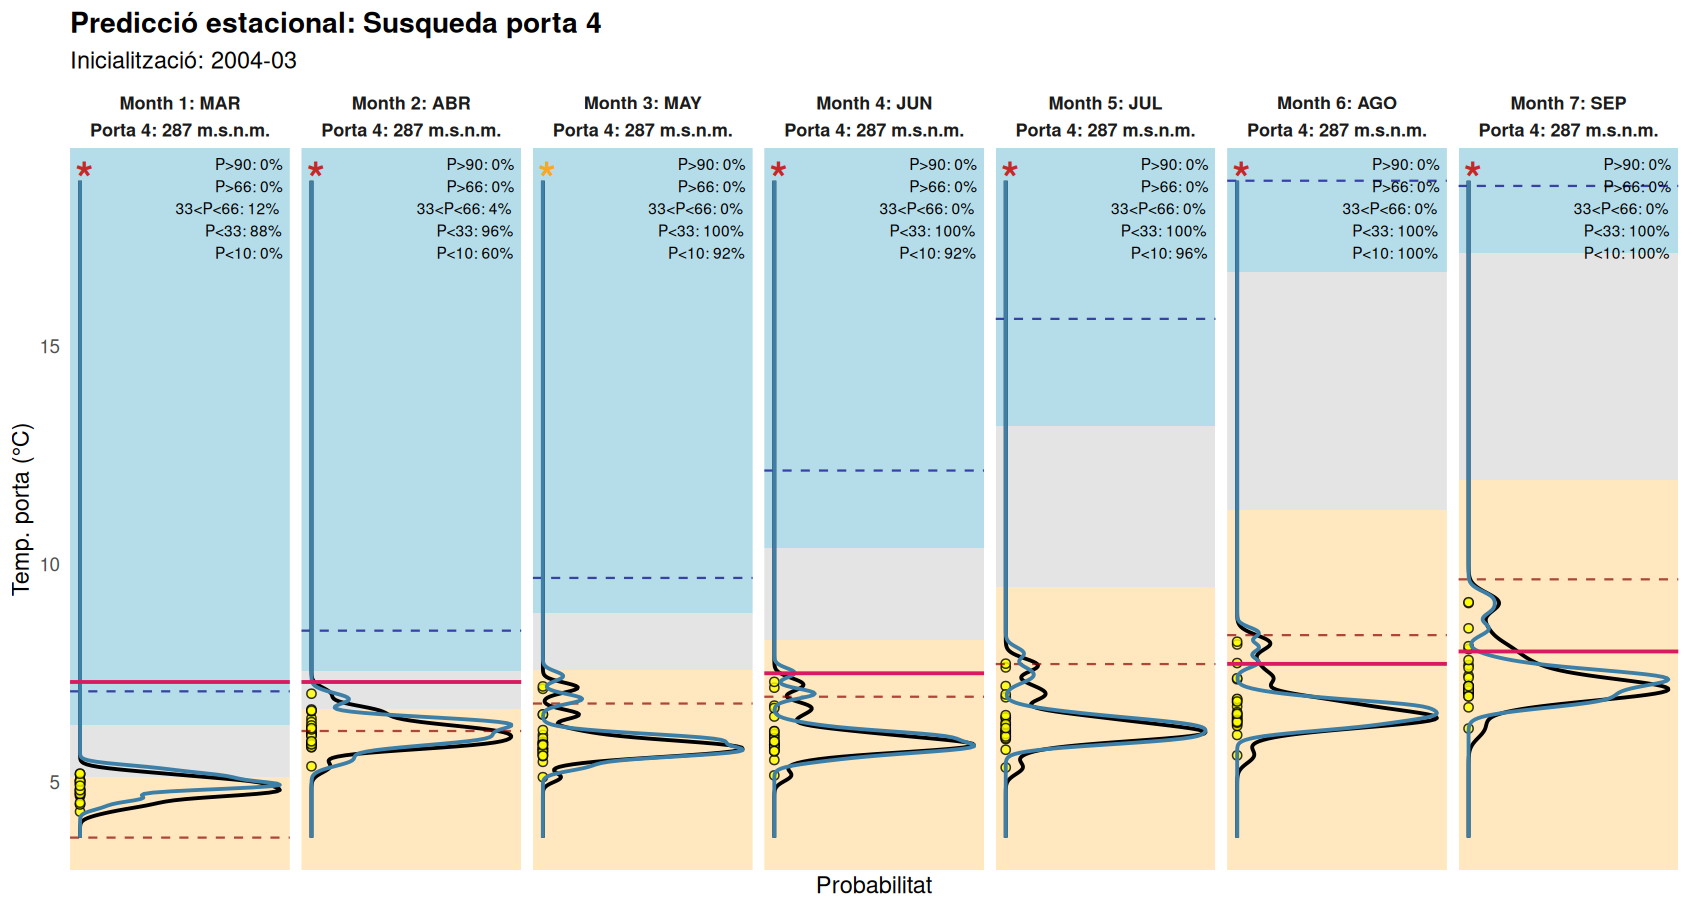 Predicció estacional: Susqueda porta 4
Inicialització: 2004-03
Month 1: MAR
Porta 4: 287 m.s.n.m.
Month 2: ABR
Porta 4: 287 m.s.n.m.
Month 3: MAY
Porta 4: 287 m.s.n.m.
Month 4: JUN
Porta 4: 287 m.s.n.m.
Month 5: JUL
Porta 4: 287 m.s.n.m.
Month 6: AGO
Porta 4: 287 m.s.n.m.
Month 7: SEP
Porta 4: 287 m.s.n.m.
*
P>90: 0%
P>66: 0%
33<P<66: 12%
P<33: 88%
P<10: 0%
*
P>90: 0%
P>66: 0%
33<P<66: 4%
P<33: 96%
P<10: 60%
*
P>90: 0%
P>66: 0%
33<P<66: 0%
P<33: 100%
P<10: 92%
*
P>90: 0%
P>66: 0%
33<P<66: 0%
P<33: 100%
P<10: 92%
*
P>90: 0%
P>66: 0%
33<P<66: 0%
P<33: 100%
P<10: 96%
*
P>90: 0%
P>66: 0%
33<P<66: 0%
P<33: 100%
P<10: 100%
*
P>90: 0%
P>66: 0%
33<P<66: 0%
P<33: 100%
P<10: 100%
Temp. porta (°C)
15
10
5
Probabilitat